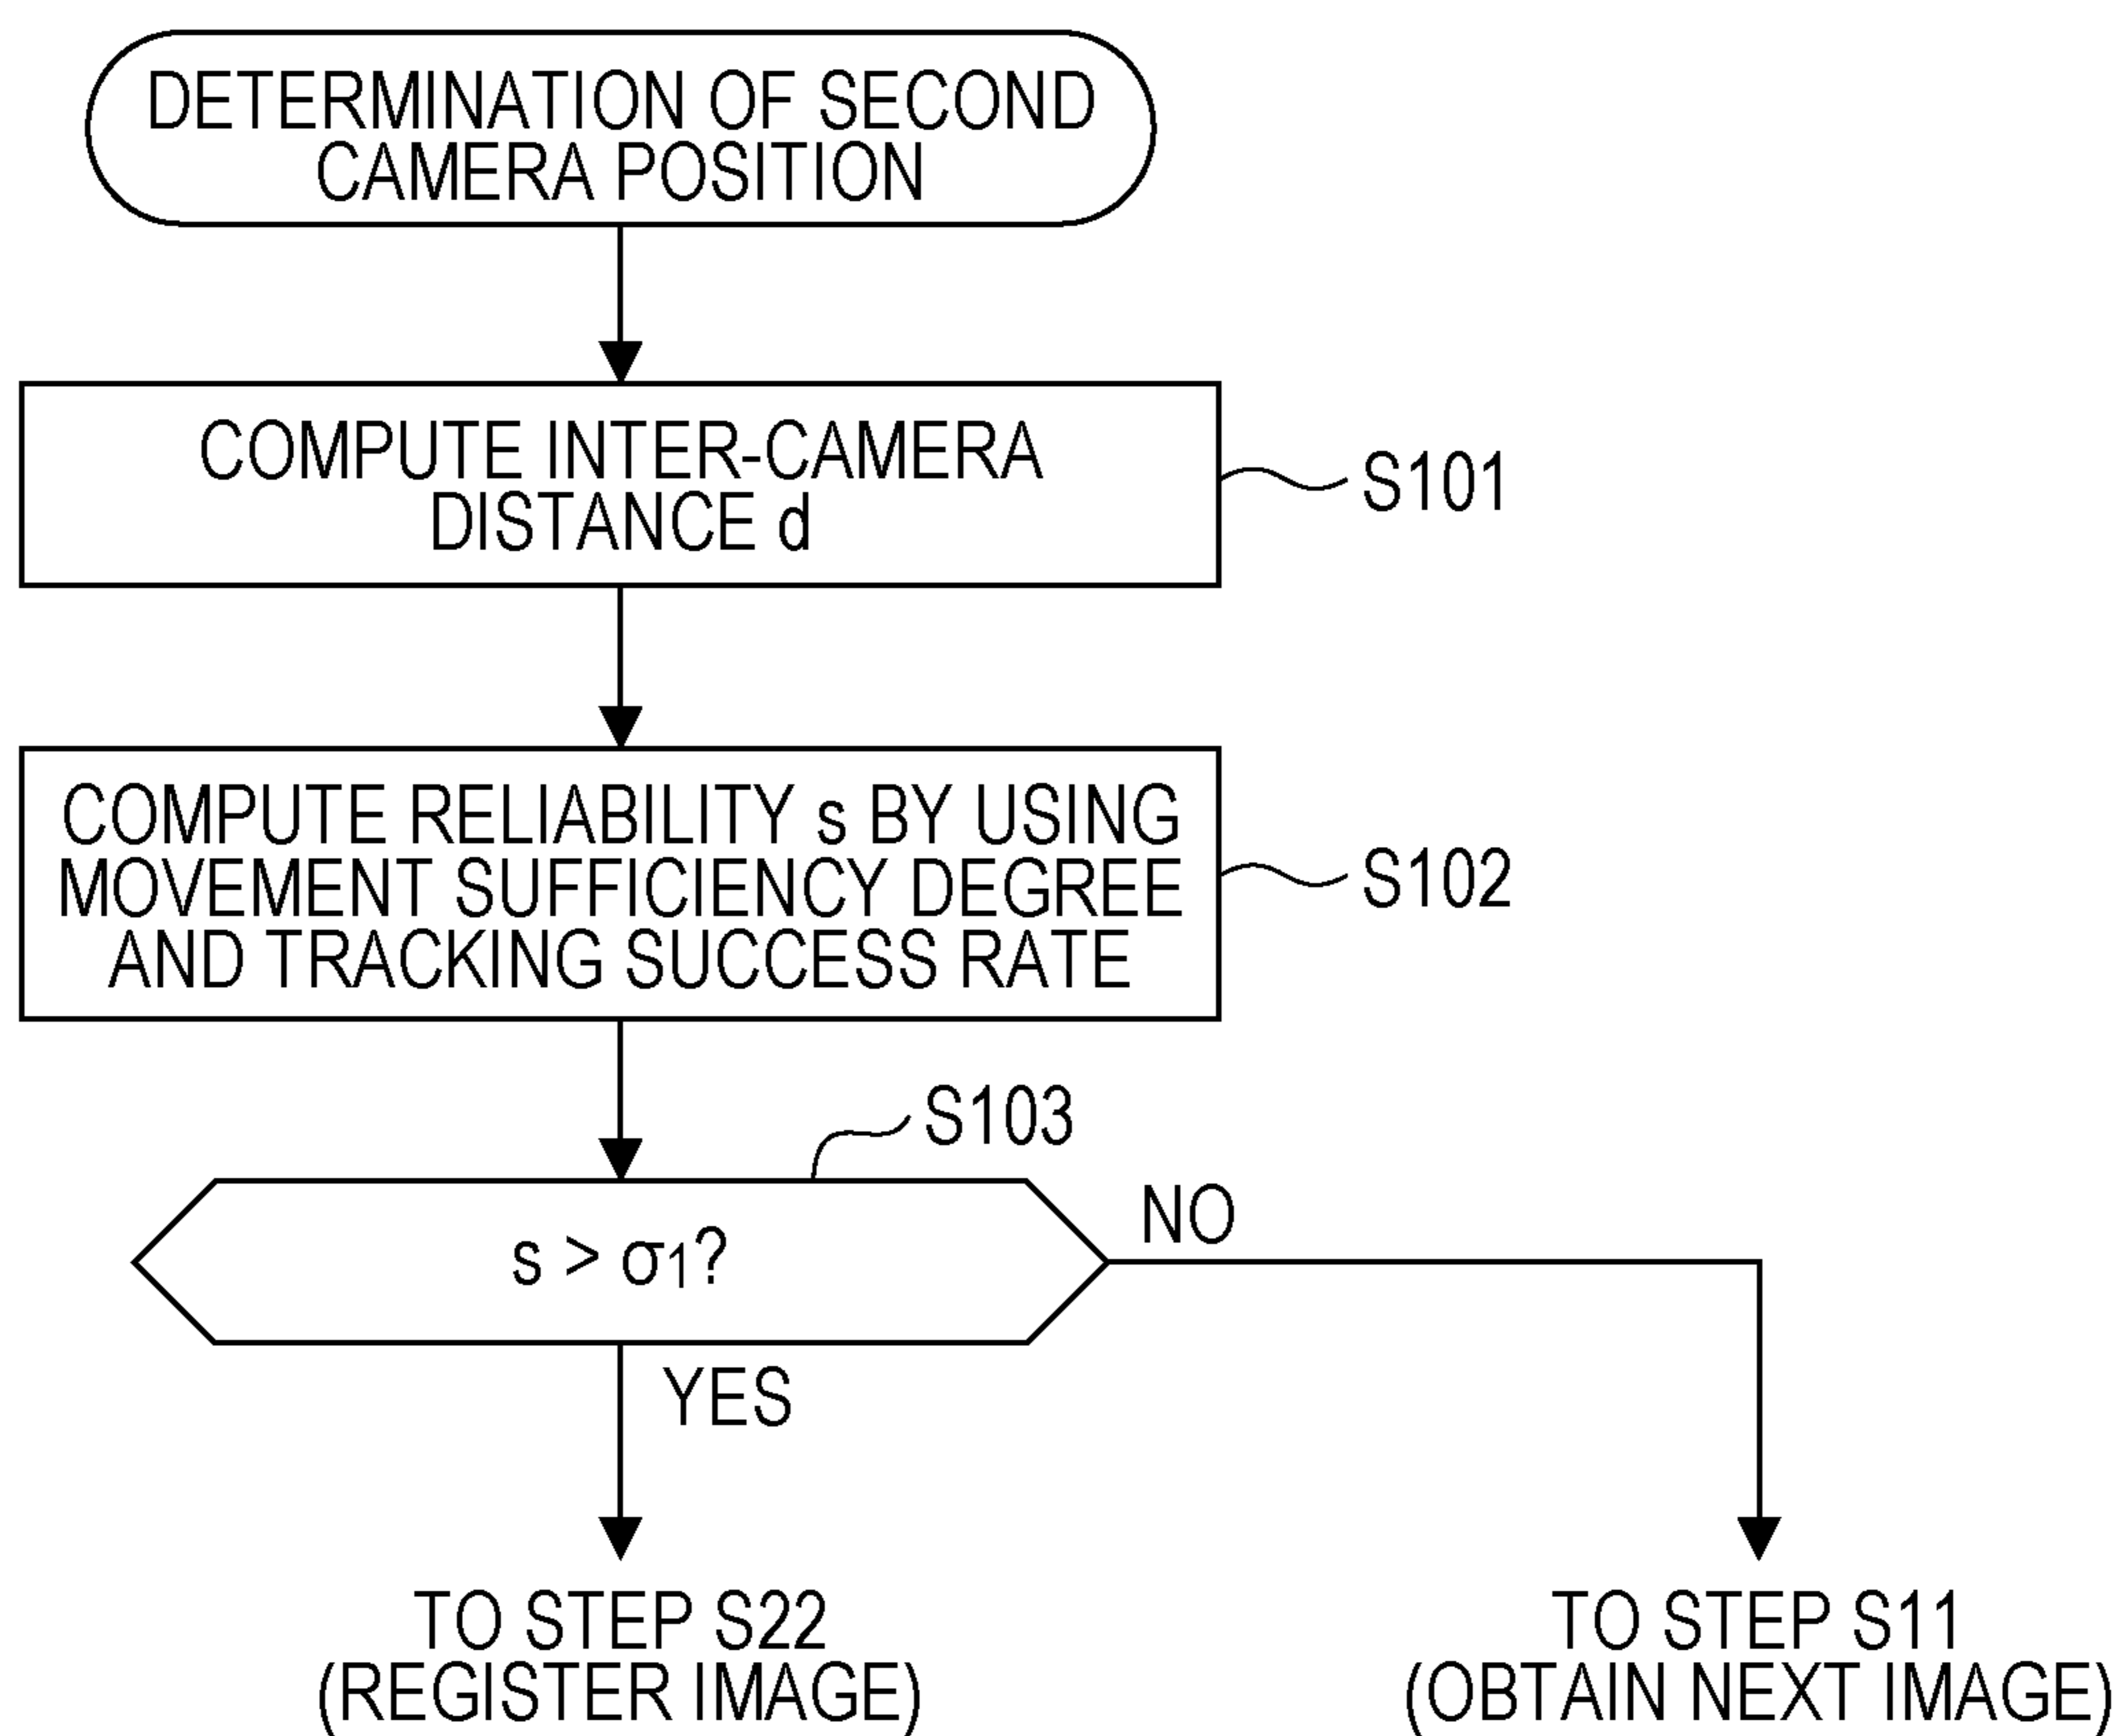 DETERMINATION OF SECOND
CAMERA POSITION
COMPUTE INTER-CAMERA
DISTANCE d
S101
COMPUTE RELIABILITY s BY USING
MOVEMENT SUFFICIENCY DEGREE
AND TRACKING SUCCESS RATE
S102
S103
s > σ1?
NO
YES
TO STEP S22
(REGISTER IMAGE)
TO STEP S11
(OBTAIN NEXT IMAGE)